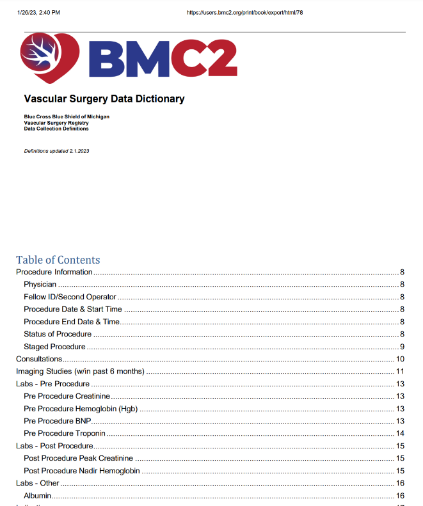 1/26/23, 2:40 PM https://users.bmc2.org/print/book/export/html/78
BMC2
Vascular Surgery Data Dictionary
Blue Cross Blue Shield of Michigan
Vascular Surgery Registry
Data Collection Definitions
Definitions updated 2.1.2023
Table of Contents
Procedure Information 8
Physician 8
Fellow ID/Second Operator 8
Procedure Date & Start Time 8
Procedure End Date & Time 8
Status of Procedure 8
Staged Procedure 9
Consultations 10
Imaging Studies (w/in past 6 months) 11
Labs - Pre Procedure 13
Pre Procedure Creatinine 13
Pre Procedure Hemoglobin (Hgb) 13
Pre Procedure BNP 13
Pre Procedure Troponin 14
Labs - Post Procedure 15
Post Procedure Peak Creatinine 15
Post Procedure Nadir Hemoglobin 15
Labs - Other 16
Albumin 16